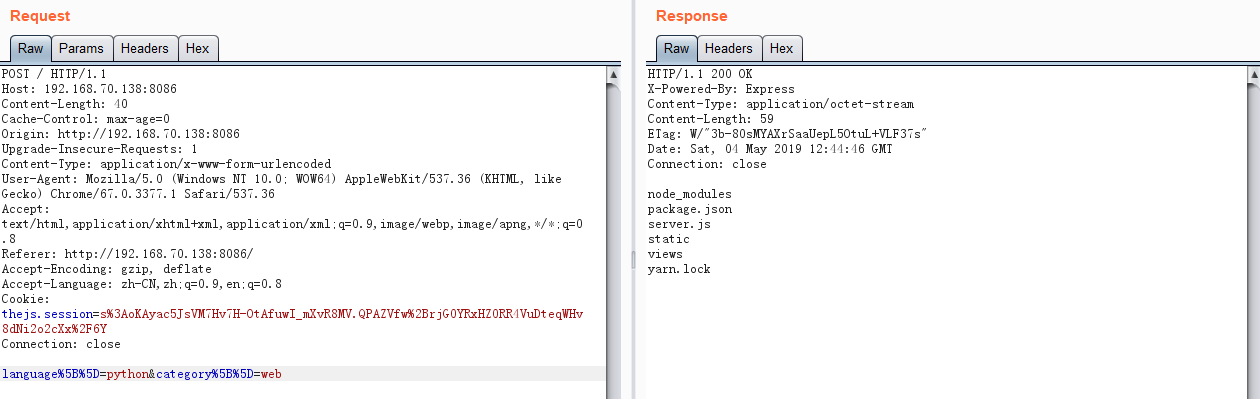 Request
Raw Params Headers Hex
POST / HTTP/1.1
Host: 192.168.70.138:8086
Content-Length: 40
Cache-Control: max-age=0
Origin: http://192.168.70.138:8086
Upgrade-Insecure-Requests: 1
Content-Type: application/x-www-form-urlencoded
User-Agent: Mozilla/5.0 (Windows NT 10.0; WOW64) AppleWebKit/537.36 (KHTML, like
Gecko) Chrome/67.0.3377.1 Safari/537.36
Accept:
text/html,application/xhtml+xml,application/xml;q=0.9,image/webp,image/apng,*/*;q=0
.8
Referer: http://192.168.70.138:8086/
Accept-Encoding: gzip, deflate
Accept-Language: zh-CN,zh;q=0.9,en;q=0.8
Cookie:
thejs.session=s%3AoKAyac5JsVM7Hv7H-OtAfuwI_mXvR8MV.QPAZVfw%2BrjG0YRxHZ0RR4VuDteqWHv
8dNi2o2cXx%2F6Y
Connection: close
language%5B%5D=python&category%5B%5D=web
Response
Raw Headers Hex
HTTP/1.1 200 OK
X-Powered-By: Express
Content-Type: application/octet-stream
Content-Length: 59
ETag: W/"3b-80sMYAXrSaaUepL5OtuL+VLF37s"
Date: Sat, 04 May 2019 12:44:46 GMT
Connection: close
node_modules
package.json
server.js
static
views
yarn.lock